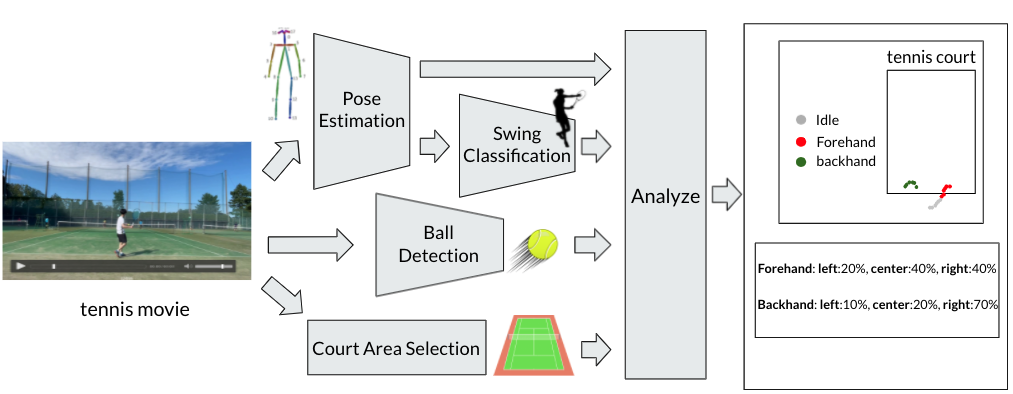 tennis movie
Pose
Estimation
Swing
Classification
Ball
Detection
Court Area Selection
Analyze
tennis court
Idle
Forehand
backhand
Forehand: left:20%, center:40%, right:40%
Backhand: left:10%, center:20%, right:70%